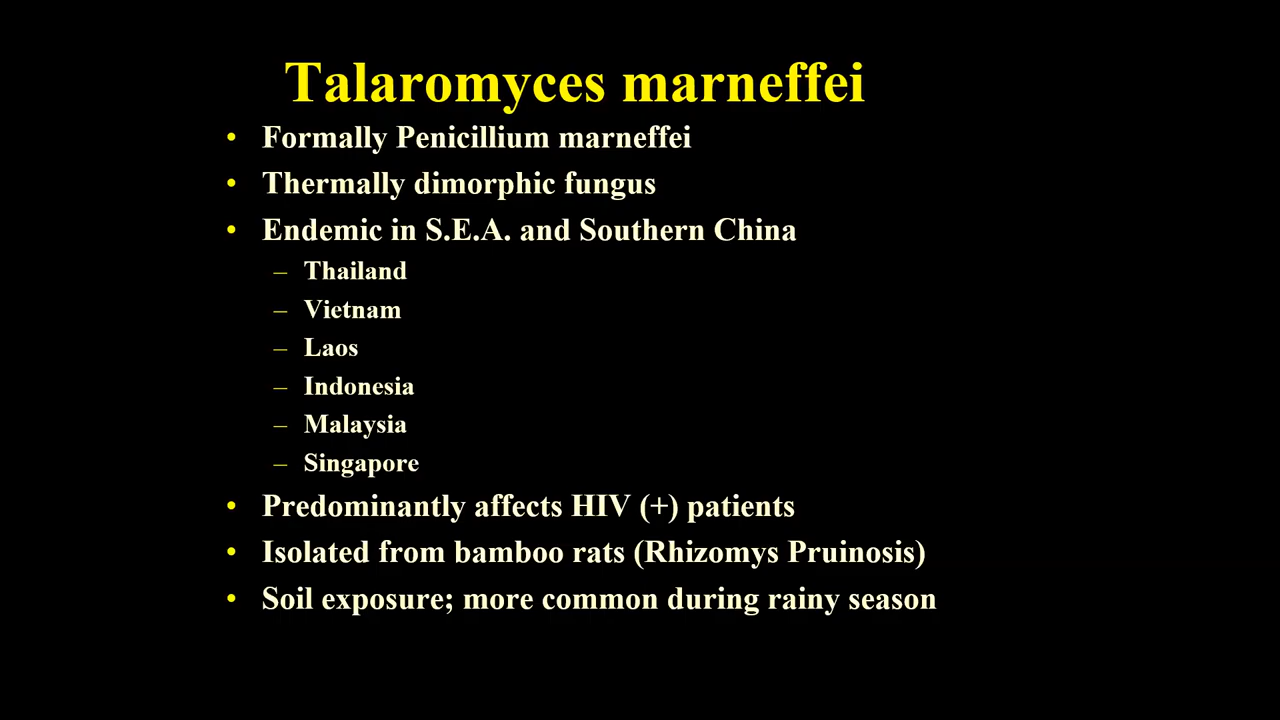 Talaromyces marneffei
• Formally Penicillium marneffei
• Thermally dimorphic fungus
• Endemic in S.E.A. and Southern China
– Thailand
– Vietnam
– Laos
– Indonesia
– Malaysia
– Singapore
• Predominantly affects HIV (+) patients
• Isolated from bamboo rats (Rhizomys Pruinosis)
• Soil exposure; more common during rainy season